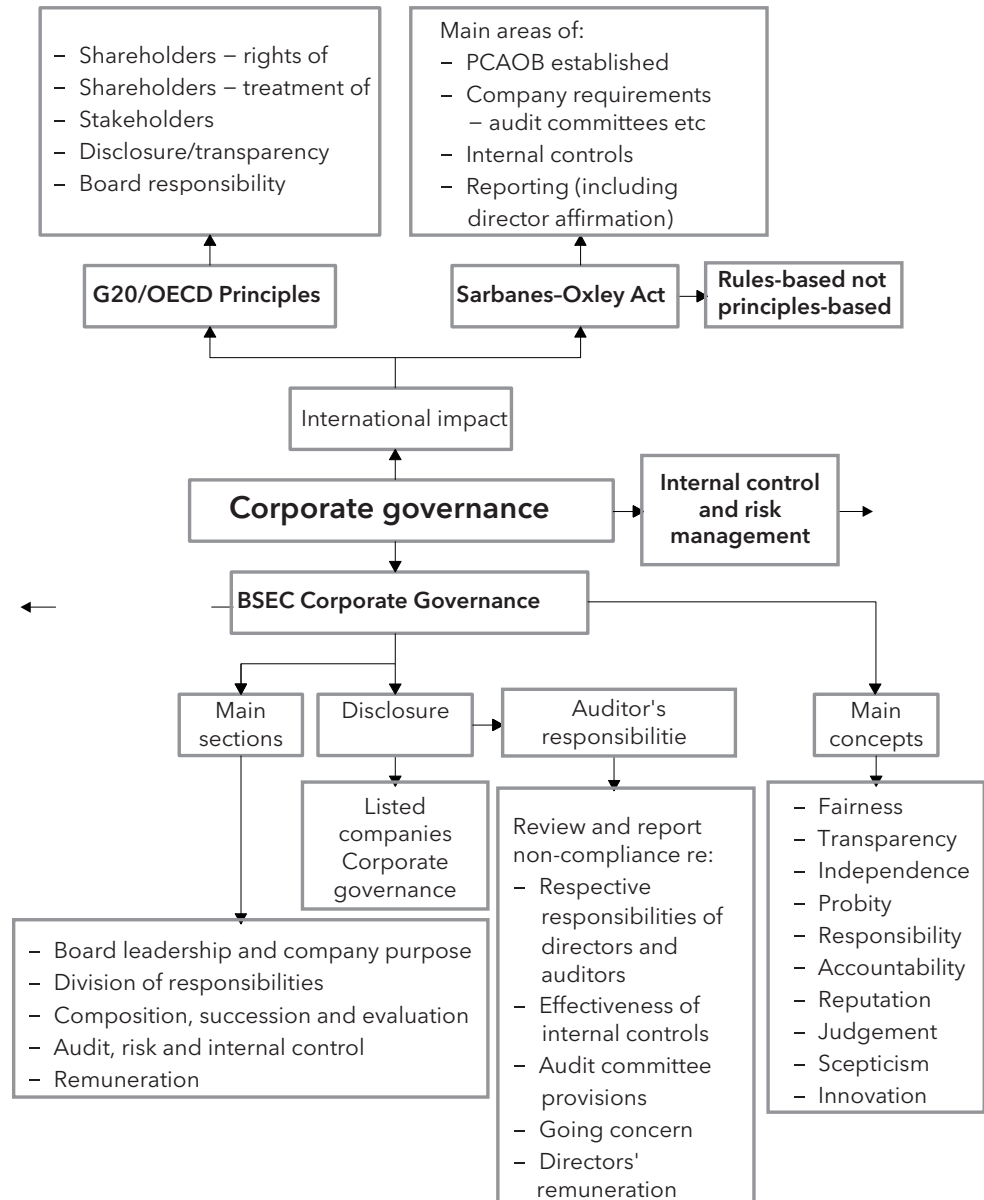 – Shareholders – rights of
– Shareholders – treatment of
– Stakeholders
– Disclosure/transparency
– Board responsibility
Main areas of:
– PCAOB established
– Company requirements
– audit committees etc
– Internal controls
– Reporting (including
director affirmation)
G20/OECD Principles
Sarbanes–Oxley Act
Rules-based not
principles-based
International impact
Corporate governance
Internal control
and risk
management
BSEC Corporate Governance
Main
sections
Disclosure
Auditor's
responsibilitie
Main
concepts
Listed
companies
Corporate
governance
Review and report
non-compliance re:
– Respective
responsibilities of
directors and
auditors
– Effectiveness of
internal controls
– Audit committee
provisions
– Going concern
– Directors'
remuneration
– Fairness
– Transparency
– Independence
– Probity
– Responsibility
– Accountability
– Reputation
– Judgement
– Scepticism
– Innovation
– Board leadership and company purpose
– Division of responsibilities
– Composition, succession and evaluation
– Audit, risk and internal control
– Remuneration